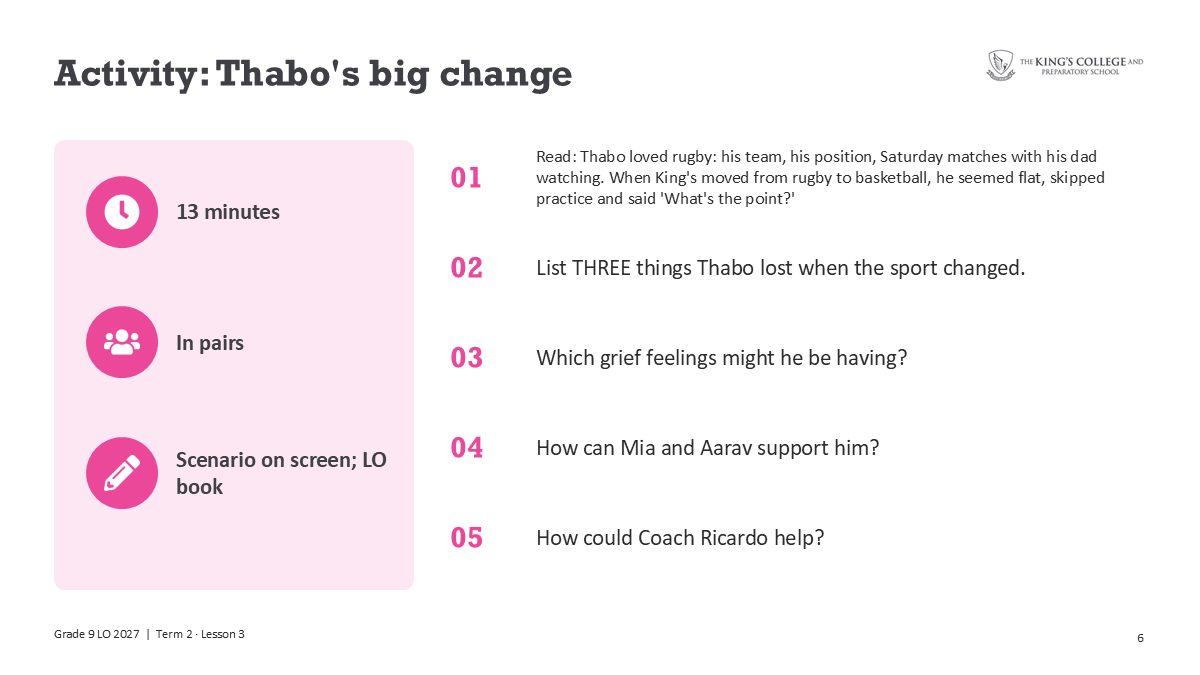 Activity: Thabo's big change
THE KING'S COLLEGE AND
PREPARATORY SCHOOL
13 minutes
In pairs
Scenario on screen; LO
book
01
Read: Thabo loved rugby: his team, his position, Saturday matches with his dad
watching. When King's moved from rugby to basketball, he seemed flat, skipped
practice and said 'What's the point?'
02
List THREE things Thabo lost when the sport changed.
03
Which grief feelings might he be having?
04
How can Mia and Aarav support him?
05
How could Coach Ricardo help?
Grade 9 LO 2027 | Term 2 · Lesson 3
6